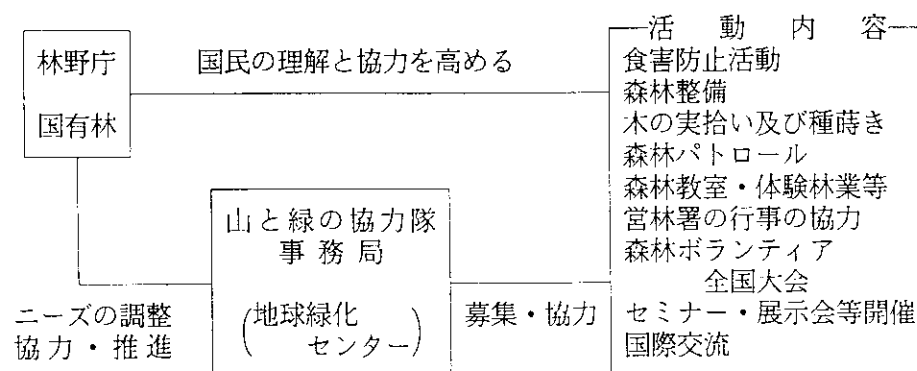 林野庁
国有林
国民の理解と協力を高める
山と緑の協力隊
事務局
(地球緑化
センター)
ニーズの調整
協力・推進
募集・協力
活動内容
食害防止活動
森林整備
木の実拾い及び種蒔き
森林パトロール
森林教室・体験林業等
営林署の行事の協力
森林ボランティア
全国大会
セミナー・展示会等開催
国際交流